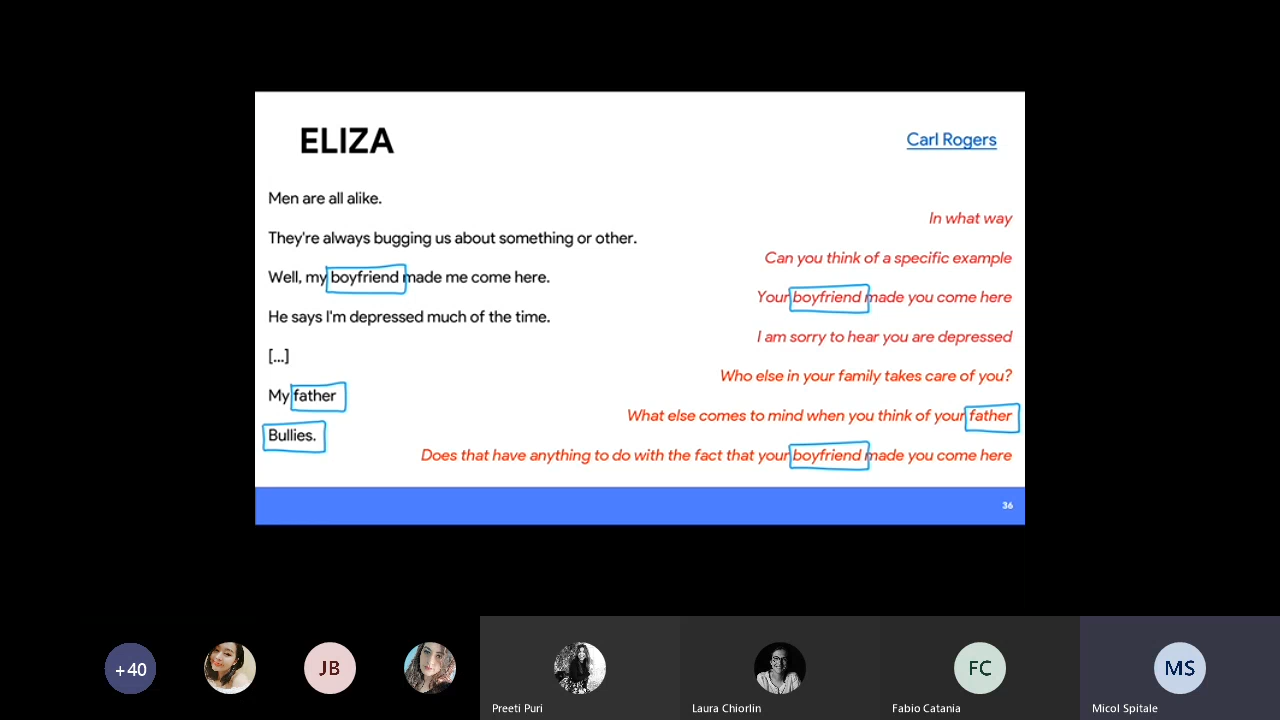 ELIZA
Carl Rogers
Men are all alike.
In what way
They're always bugging us about something or other.
Can you think of a specific example
Well, my boyfriend made me come here.
Your boyfriend made you come here
He says I'm depressed much of the time.
I am sorry to hear you are depressed
[...]
Who else in your family takes care of you?
My father
What else comes to mind when you think of your father
Bullies.
Does that have anything to do with the fact that your boyfriend made you come here
36
+40
JB
FC
MS
Preeti Puri
Laura Chiorlin
Fabio Catania
Micol Spitale